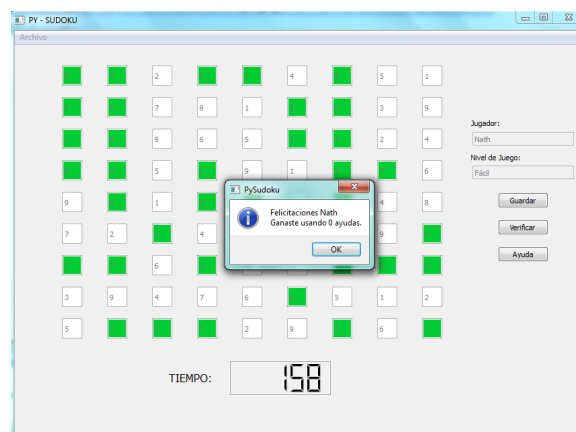 PY - SUDOKU
Archivo
2 4 5 1
7 8 1 3 9
9 6 5 2 4
5 9 1 6
9 1 4 8
7 2 4 9
6
3 9 4 7 6 5 1 2
5 2 9 6
Jugador:
Nath
Nivel de Juego:
Fácil
Guardar
Verificar
Ayuda
PySudoku
Felicitaciones Nath
Ganaste usando 0 ayudas.
OK
TIEMPO: 158